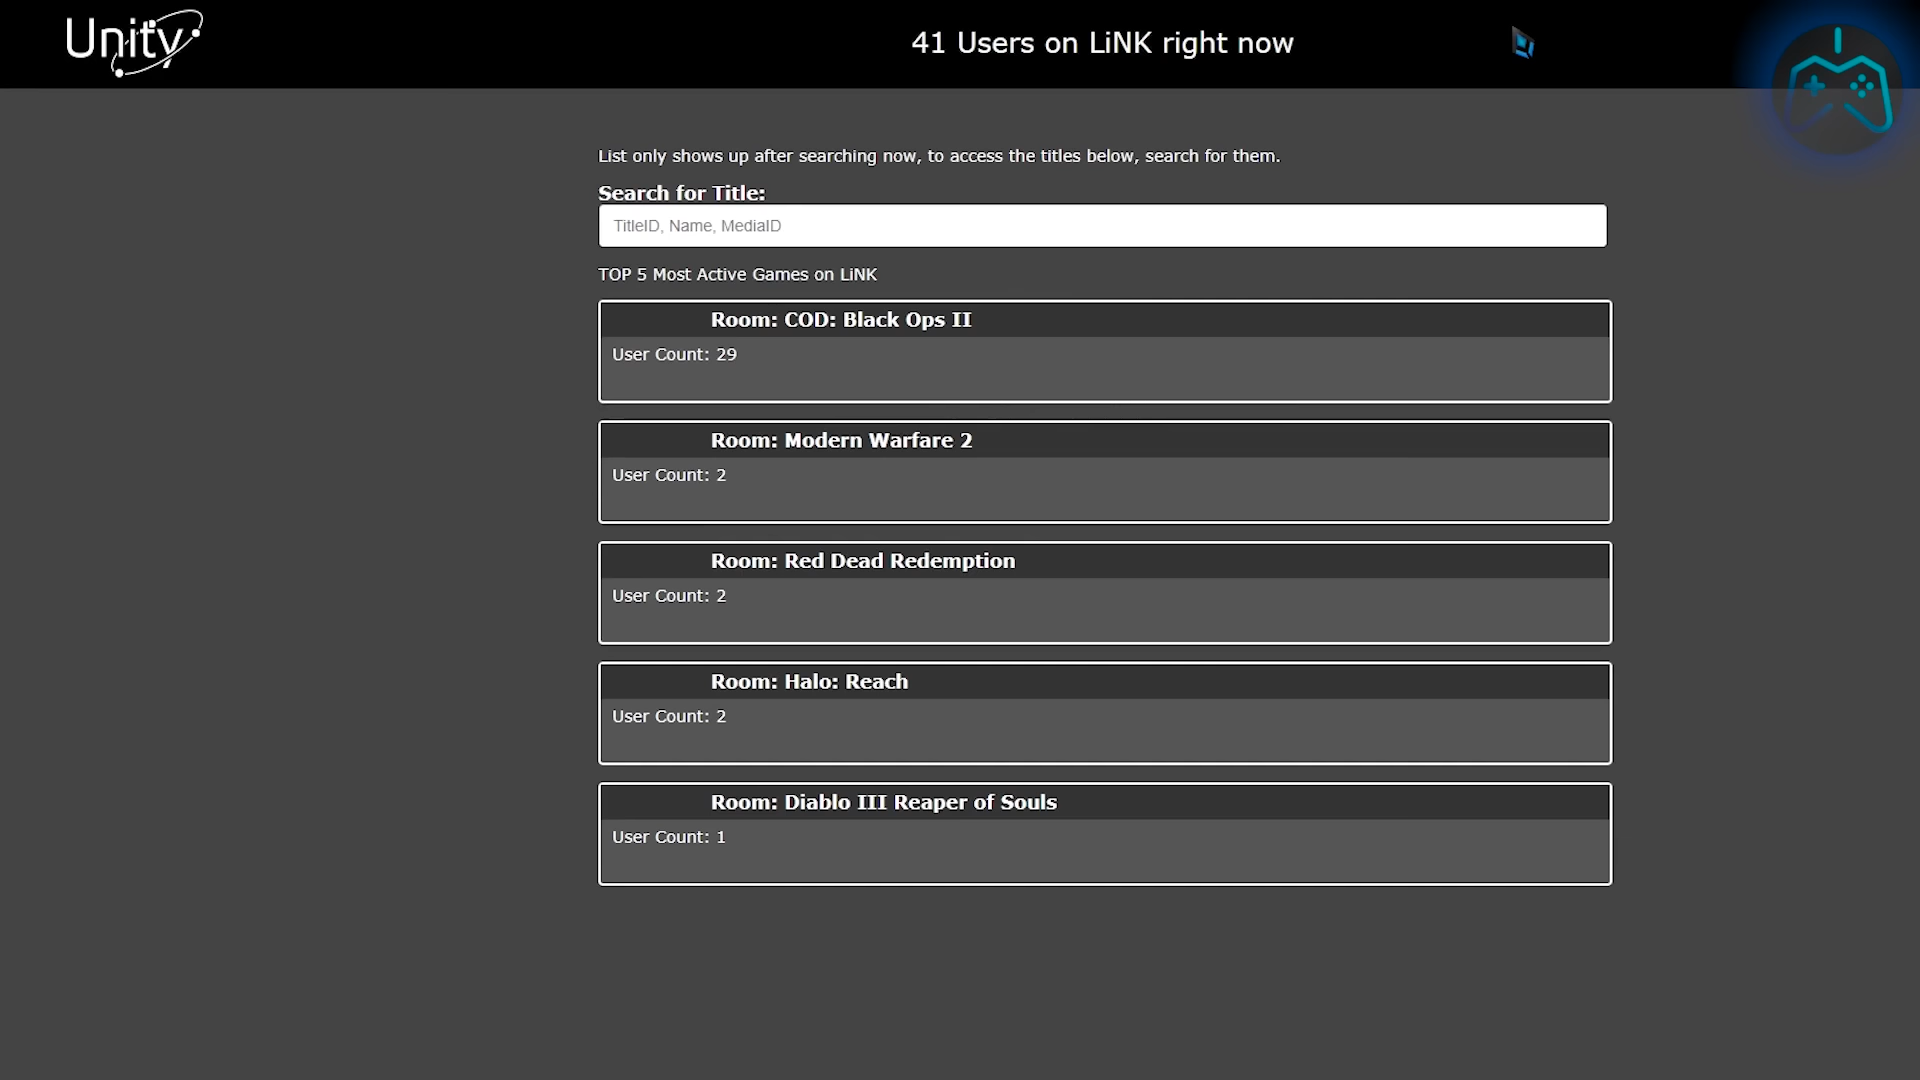 Unity
41 Users on LiNK right now
List only shows up after searching now, to access the titles below, search for them.
Search for Title:
TitleID, Name, MediaID
TOP 5 Most Active Games on LiNK
Room: COD: Black Ops II
User Count: 29
Room: Modern Warfare 2
User Count: 2
Room: Red Dead Redemption
User Count: 2
Room: Halo: Reach
User Count: 2
Room: Diablo III Reaper of Souls
User Count: 1